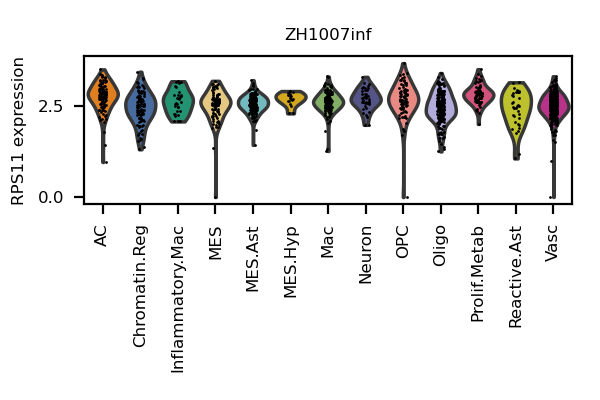 ZH1007inf
RPS11 expression
2.5
0.0
AC
Chromatin.Reg
Inflammatory.Mac
MES
MES.Ast
MES.Hyp
Mac
Neuron
OPC
Oligo
Prolif.Metab
Reactive.Ast
Vasc